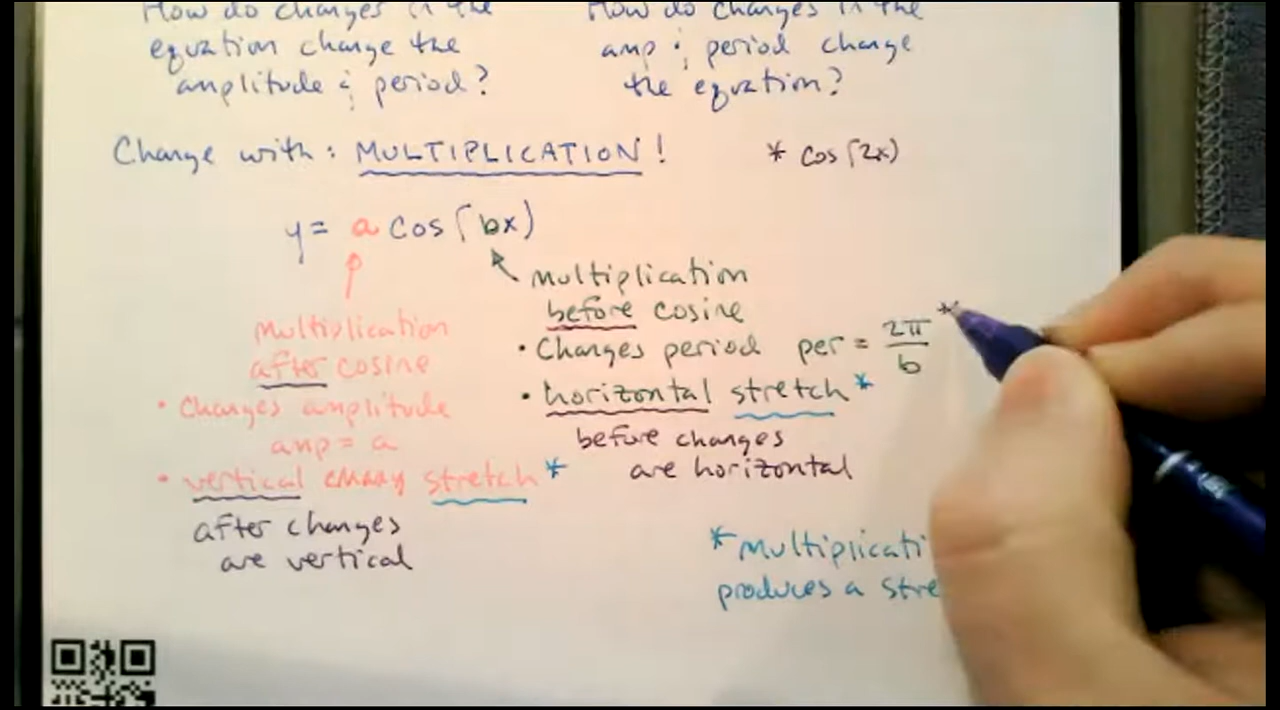 How do changes in the
equation change the
amplitude & period?
How do changes in the
amp & period change
the equation?
Change with: MULTIPLICATION!
* cos(2x)
y = a cos(bx)
multiplication
before cosine
• Changes period per = 2π/b *
• horizontal stretch *
before changes
are horizontal
multiplication
after cosine
• Changes amplitude
amp = a
• vertical stretch *
after changes
are vertical
* multiplicati
produces a stre